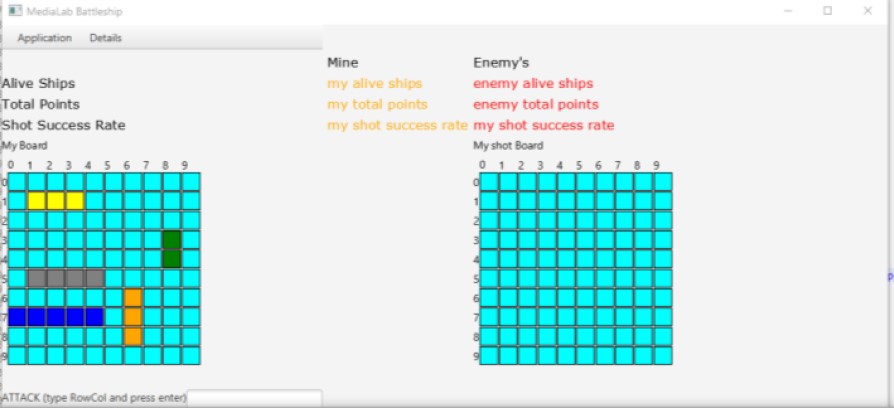 MediaLab Battleship
Application Details
Mine Enemy's
Alive Ships my alive ships enemy alive ships
Total Points my total points enemy total points
Shot Success Rate my shot success rate my shot success rate
My Board My shot Board
0 1 2 3 4 5 6 7 8 9 0 1 2 3 4 5 6 7 8 9
0 0
1 1
2 2
3 3
4 4
5 5
6 6
7 7
8 8
9 9
ATTACK (type RowCol and press enter)